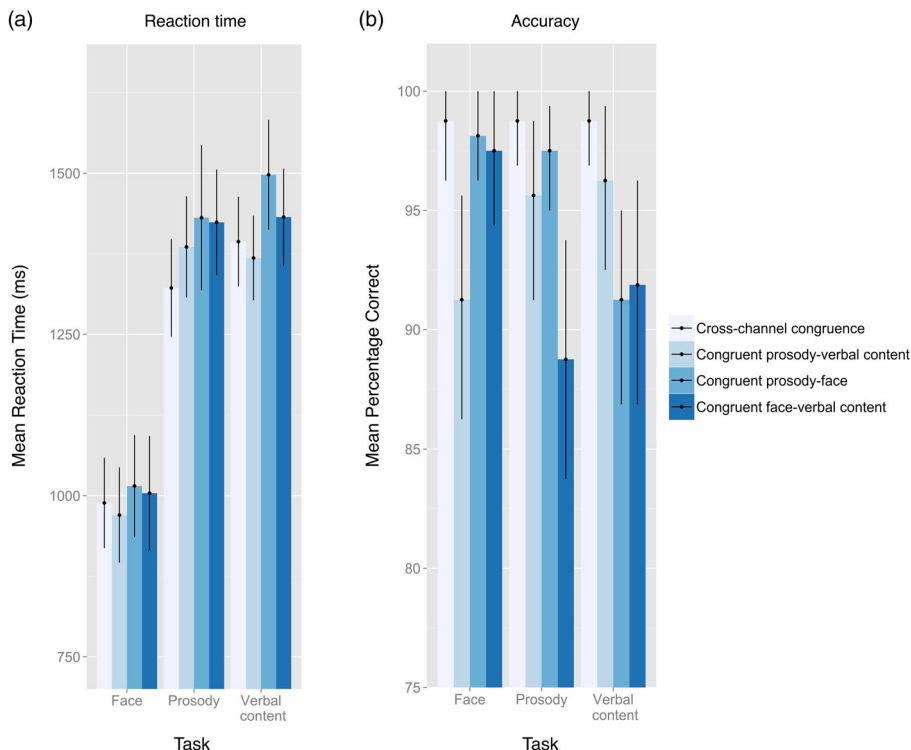 (a)
Reaction time
Mean Reaction Time (ms)
1500
1250
1000
750
Face
Prosody
Verbal
content
Task
(b)
Accuracy
Mean Percentage Correct
100
95
90
85
80
75
Face
Prosody
Verbal
content
Task
Cross-channel congruence
Congruent prosody-verbal content
Congruent prosody-face
Congruent face-verbal content